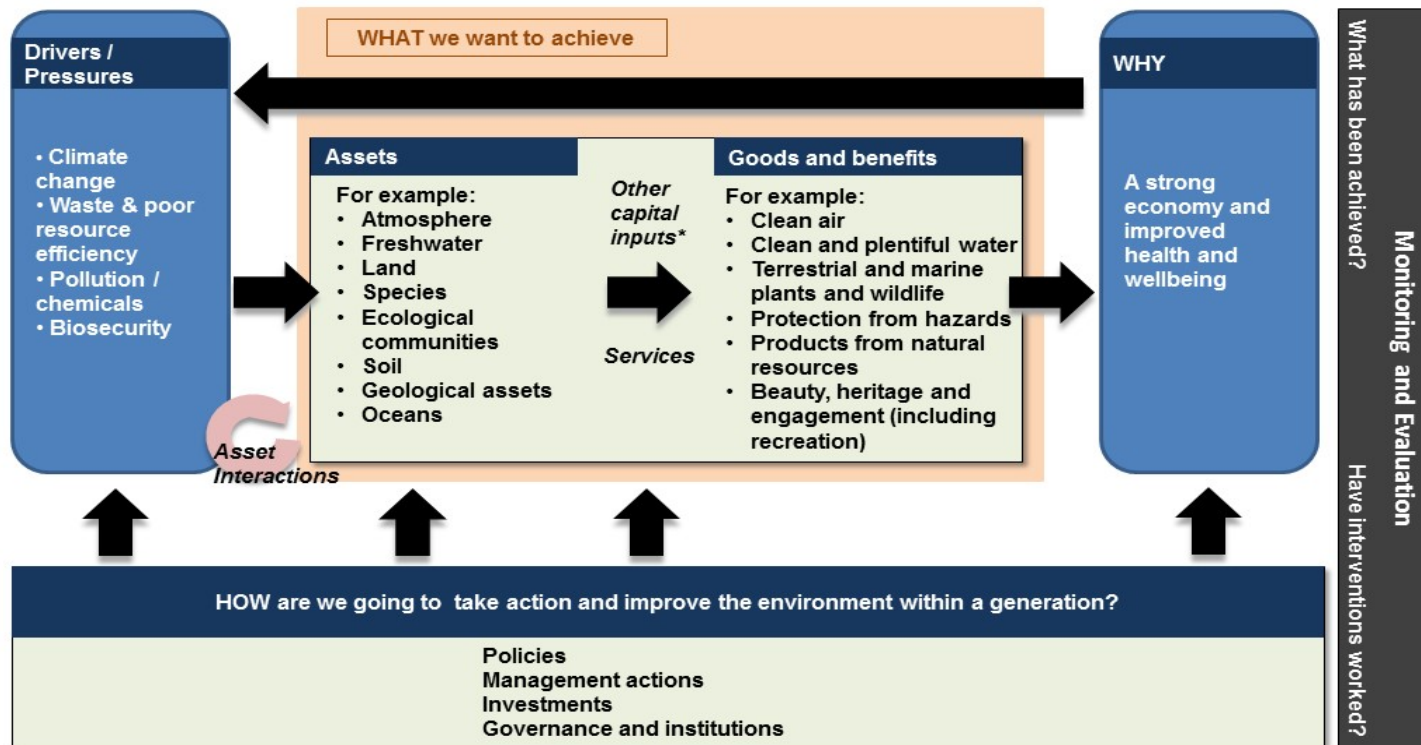 WHAT we want to achieve
Drivers /
Pressures
• Climate
change
• Waste & poor
resource
efficiency
• Pollution /
chemicals
• Biosecurity
Asset
Interactions
Assets
For example:
• Atmosphere
• Freshwater
• Land
• Species
• Ecological
communities
• Soil
• Geological assets
• Oceans
Other
capital
inputs*
Services
Goods and benefits
For example:
• Clean air
• Clean and plentiful water
• Terrestrial and marine
plants and wildlife
• Protection from hazards
• Products from natural
resources
• Beauty, heritage and
engagement (including
recreation)
WHY
A strong
economy and
improved
health and
wellbeing
HOW are we going to take action and improve the environment within a generation?
Policies
Management actions
Investments
Governance and institutions
Monitoring and Evaluation
What has been achieved?
Have interventions worked?